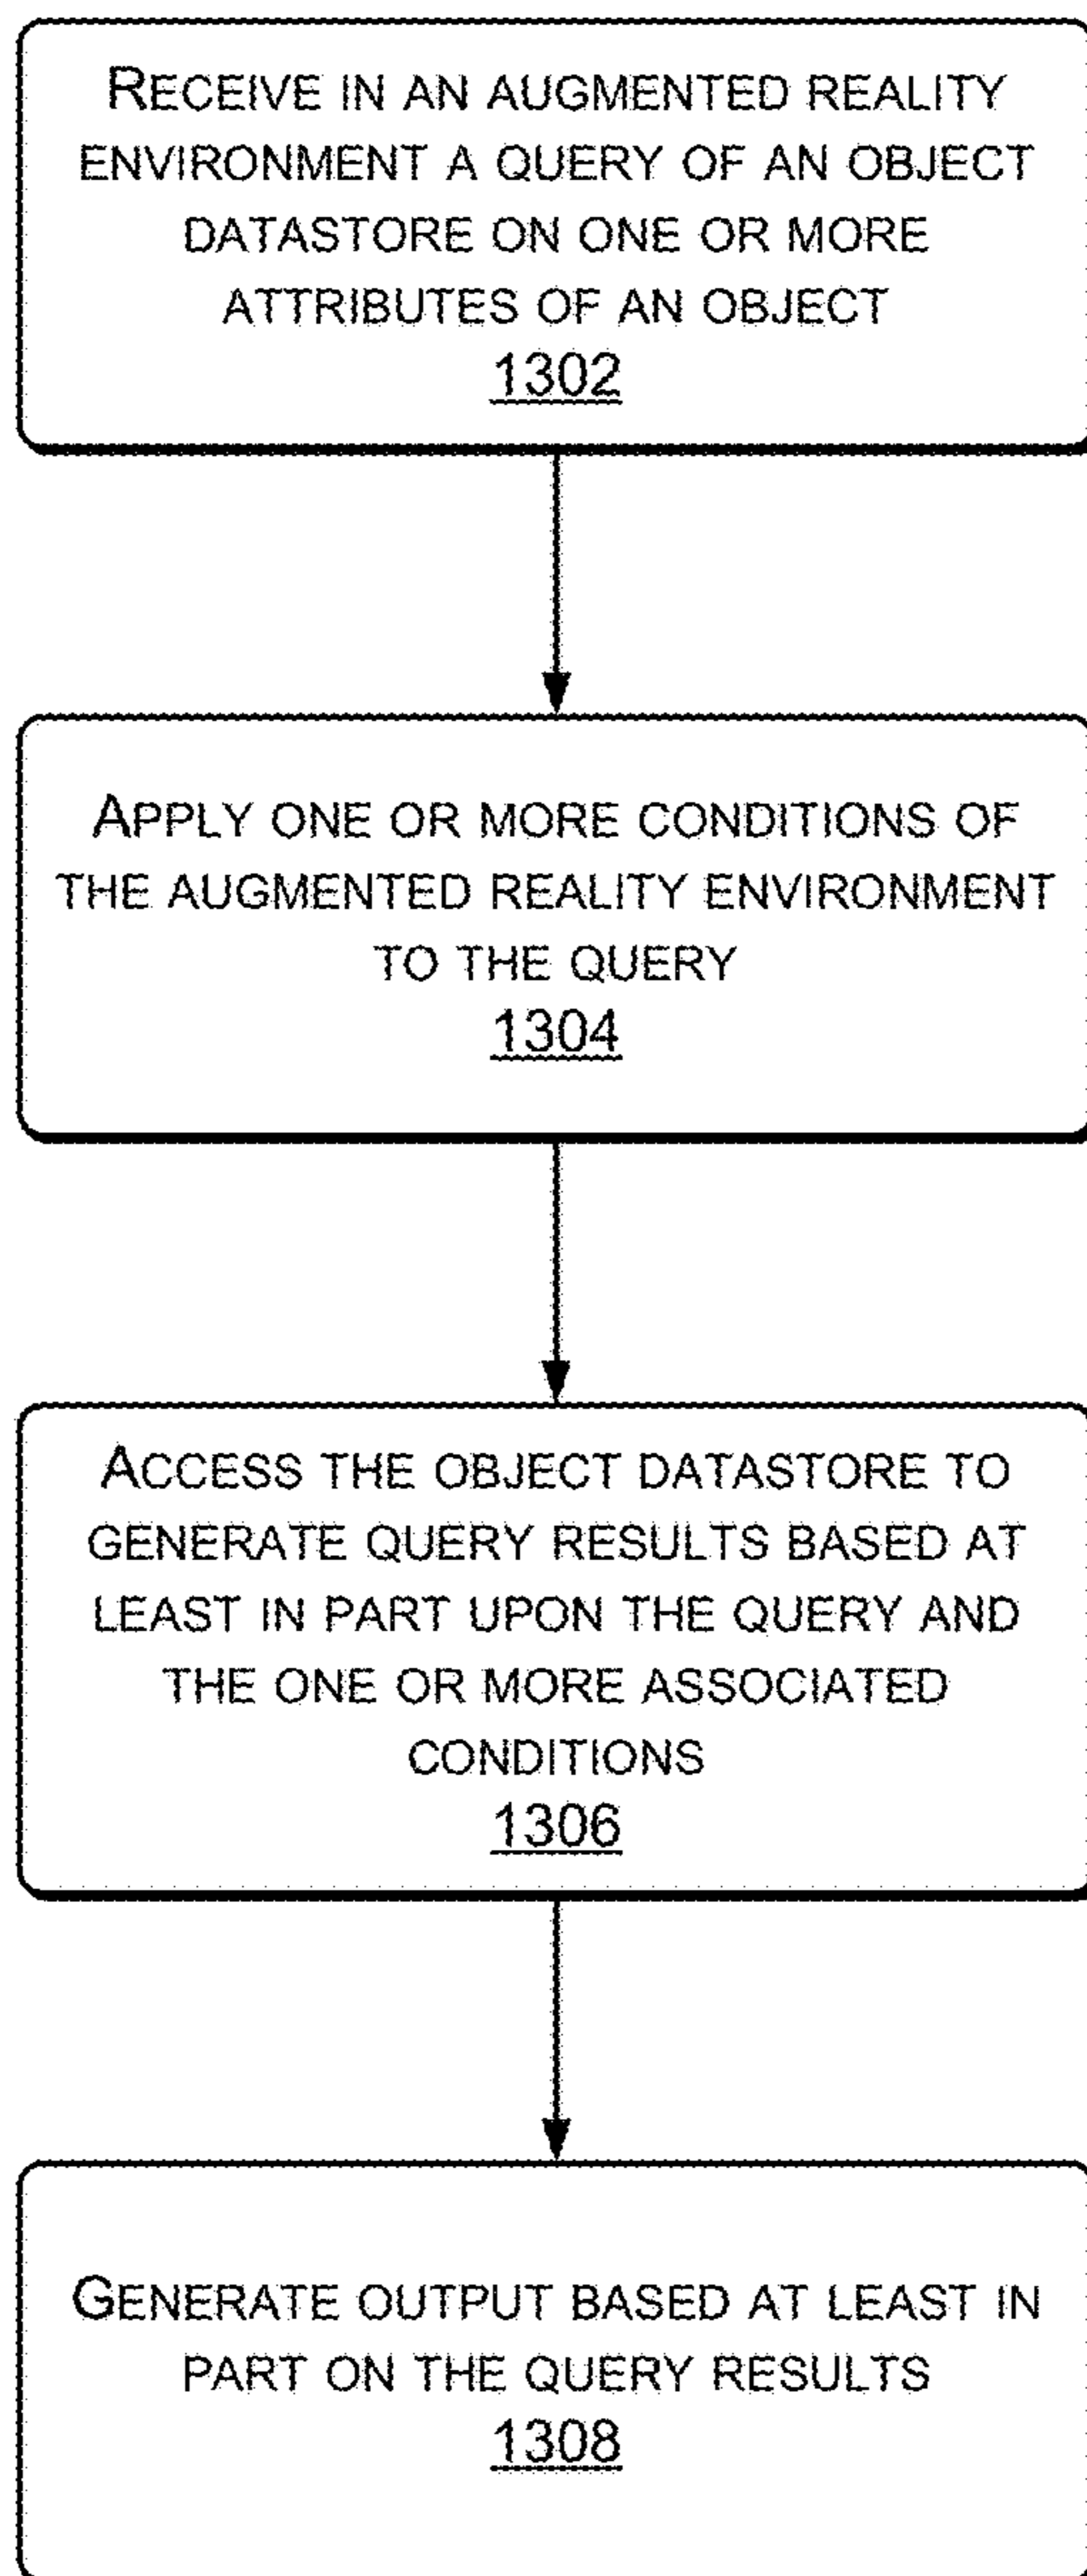 RECEIVE IN AN AUGMENTED REALITY
ENVIRONMENT A QUERY OF AN OBJECT
DATASTORE ON ONE OR MORE
ATTRIBUTES OF AN OBJECT
1302
APPLY ONE OR MORE CONDITIONS OF
THE AUGMENTED REALITY ENVIRONMENT
TO THE QUERY
1304
ACCESS THE OBJECT DATASTORE TO
GENERATE QUERY RESULTS BASED AT
LEAST IN PART UPON THE QUERY AND
THE ONE OR MORE ASSOCIATED
CONDITIONS
1306
GENERATE OUTPUT BASED AT LEAST IN
PART ON THE QUERY RESULTS
1308